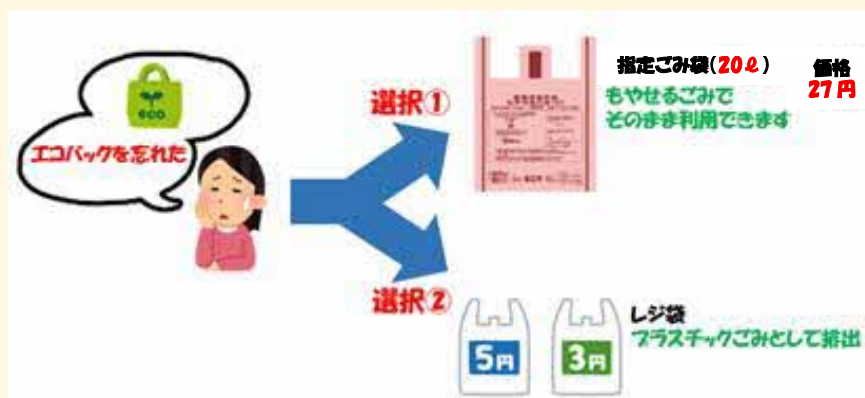 eco
エコバックを忘れた
選択①
指定ごみ袋(20ℓ)
価格
27円
もやせるごみで
そのまま利用できます
選択②
5円
3円
レジ袋
プラスチックごみとして排出